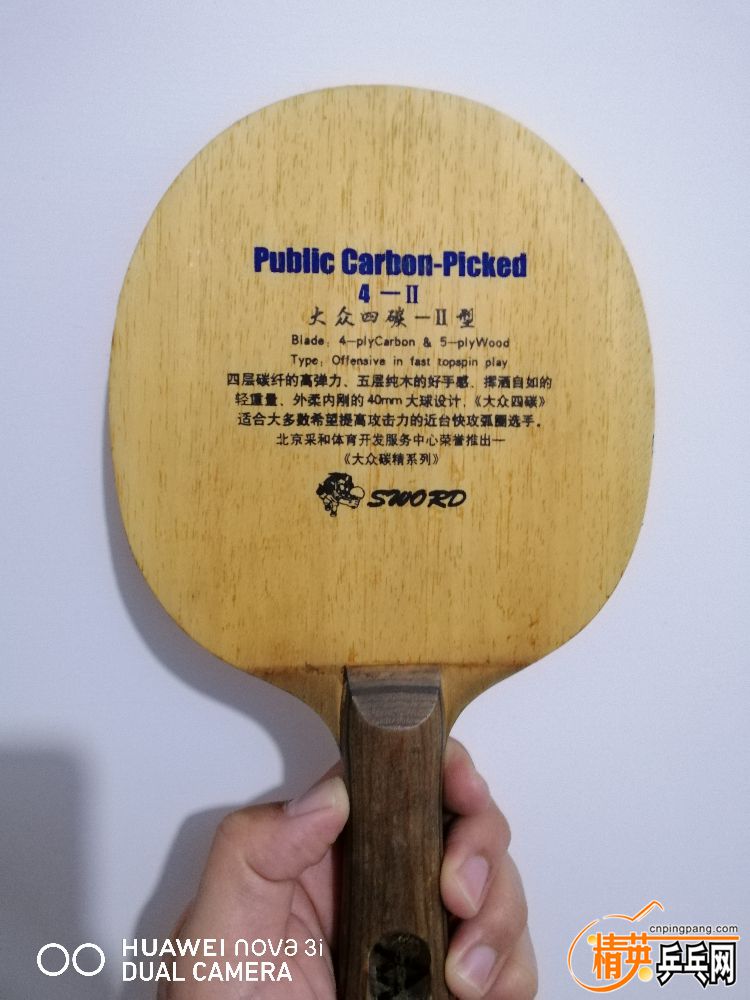 Public Carbon-Picked
4 一 II
大众四碳一II型
Blade: 4-plyCarbon & 5-plyWood
Type: Offensive in fast topspin play
四层碳纤的高弹力、五层纯木的好手感、挥洒自如的
轻重量、外柔内刚的40mm大球设计,《大众四碳》
适合大多数希望提高攻击力的近台快攻弧圈选手。
北京采和体育开发服务中心荣誉推出一
《大众碳精系列》
SWORD
HUAWEI nova 3i
DUAL CAMERA
cnpingpang.com
精英乒乓网